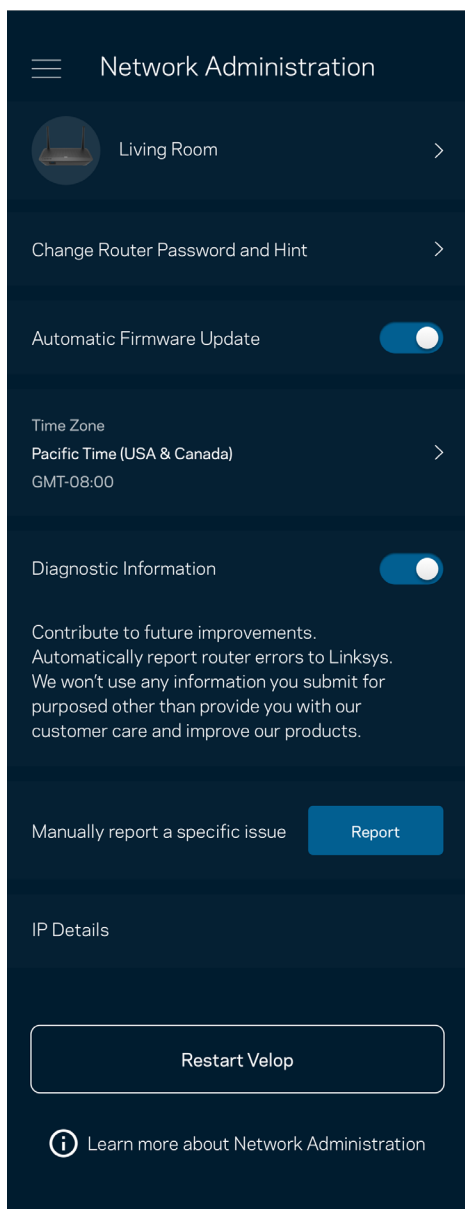 Network Administration
Living Room
Change Router Password and Hint
Automatic Firmware Update
Time Zone
Pacific Time (USA & Canada)
GMT-08:00
Diagnostic Information
Contribute to future improvements.
Automatically report router errors to Linksys.
We won't use any information you submit for
purposed other than provide you with our
customer care and improve our products.
Manually report a specific issue
Report
IP Details
Restart Velop
Learn more about Network Administration